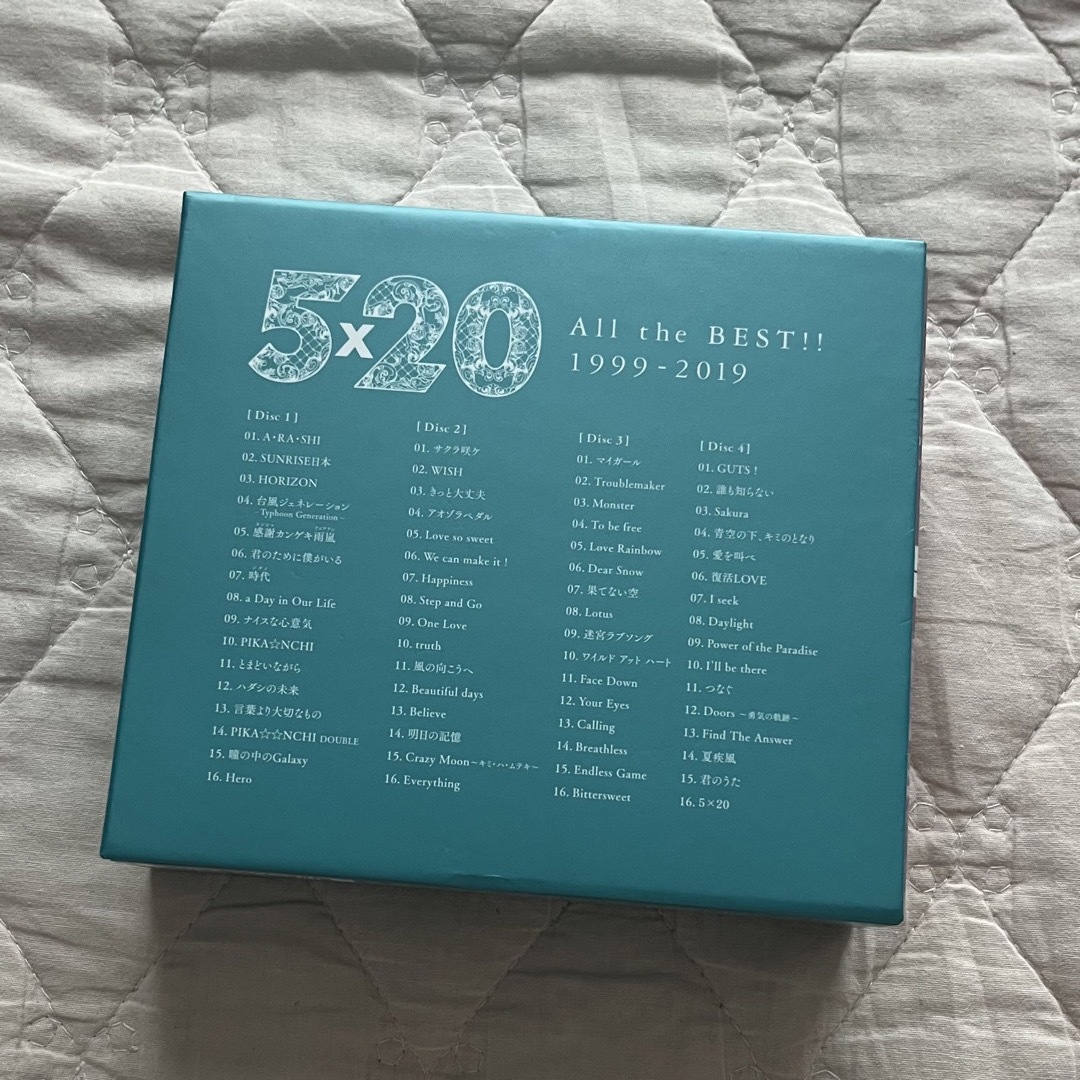 5x20
All the BEST!!
1999-2019
[Disc 1]
01. A・RA・SHI
02. SUNRISE日本
03. HORIZON
04. 台風ジェネレーション
-Typhoon Generation-
05. 感謝カンゲキ雨嵐
06. 君のために僕がいる
07. 時代
08. a Day in Our Life
09. ナイスな心意気
10. PIKA☆NCHI
11. とまどいながら
12. ハダシの未来
13. 言葉より大切なもの
14. PIKA☆☆NCHI DOUBLE
15. 瞳の中のGalaxy
16. Hero
[Disc 2]
01. サクラ咲ケ
02. WISH
03. きっと大丈夫
04. アオゾラペダル
05. Love so sweet
06. We can make it!
07. Happiness
08. Step and Go
09. One Love
10. truth
11. 風の向こうへ
12. Beautiful days
13. Believe
14. 明日の記憶
15. Crazy Moon～キミ・ハ・ムテキ～
16. Everything
[Disc 3]
01. マイガール
02. Troublemaker
03. Monster
04. To be free
05. Løve Rainbow
06. Dear Snow
07. 果てない空
08. Lotus
09. 迷宮ラブソング
10. ワイルド アット ハート
11. Face Down
12. Your Eyes
13. Calling
14. Breathless
15. Endless Game
16. Bittersweet
[Disc 4]
01. GUTS!
02. 誰も知らない
03. Sakura
04. 青空の下、キミのとなり
05. 愛を叫べ
06. 復活LOVE
07. I seek
08. Daylight
09. Power of the Paradise
10. I'll be there
11. つなぐ
12. Doors ～勇気の軌跡～
13. Find The Answer
14. 夏疾風
15. 君のうた
16. 5×20